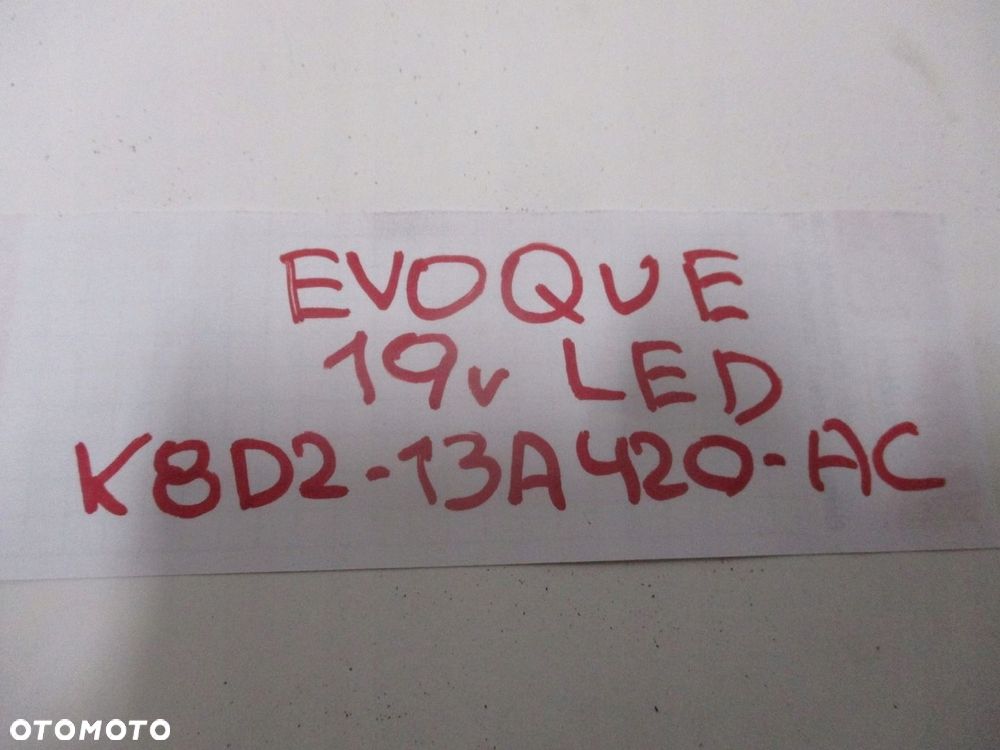 EVOQUE
19v LED
K8D2-13A420-AC
OTOMOTO